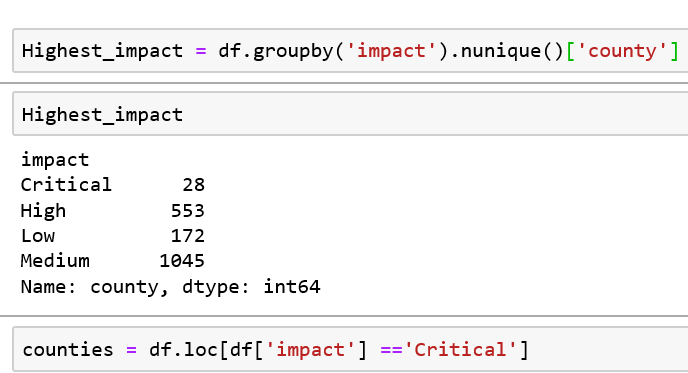 Highest_impact = df.groupby('impact').nunique()['county']
Highest_impact
impact
Critical      28
High         553
Low          172
Medium      1045
Name: county, dtype: int64
counties = df.loc[df['impact'] =='Critical']